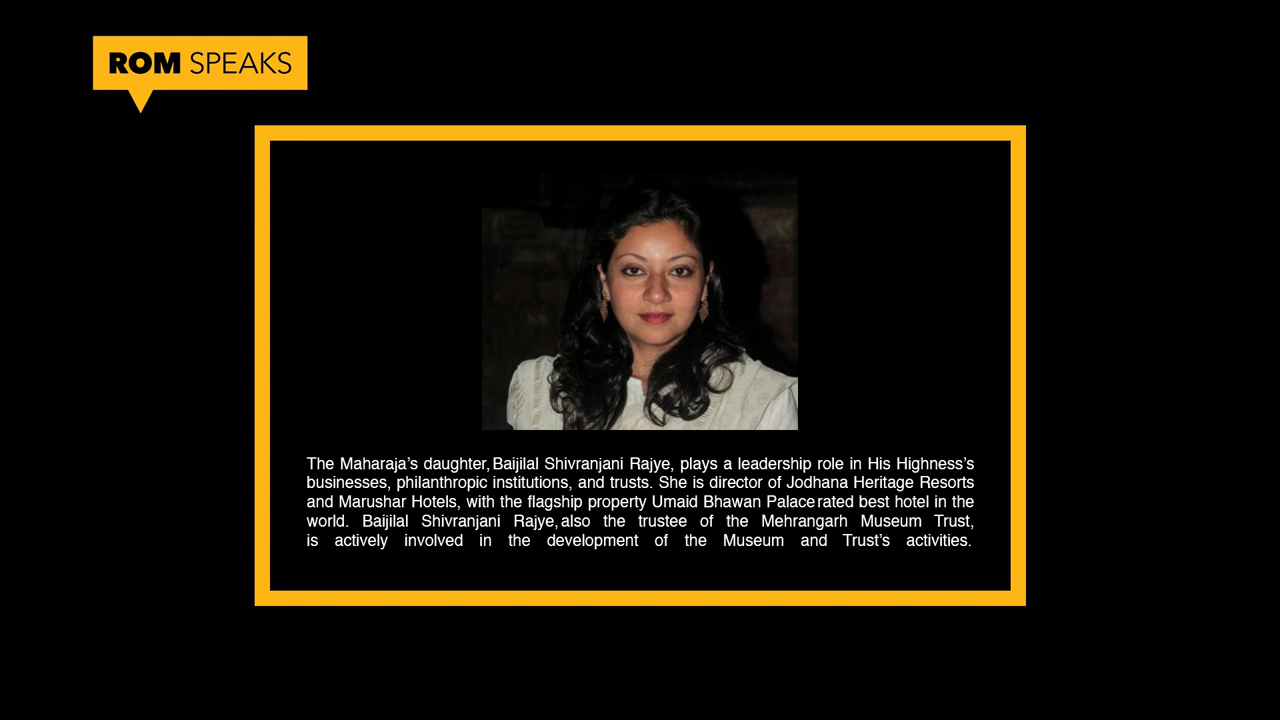 ROM SPEAKS
The Maharaja’s daughter, Baijilal Shivranjani Rajye, plays a leadership role in His Highness’s
businesses, philanthropic institutions, and trusts. She is director of Jodhana Heritage Resorts
and Marushar Hotels, with the flagship property Umaid Bhawan Palace rated best hotel in the
world. Baijilal Shivranjani Rajye, also the trustee of the Mehrangarh Museum Trust,
is actively involved in the development of the Museum and Trust’s activities.